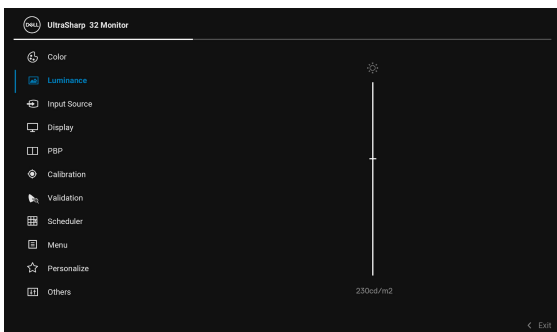 DELL UltraSharp 32 Monitor
Color
Luminance
Input Source
Display
PBP
Calibration
Validation
Scheduler
Menu
Personalize
Others
230cd/m2
Exit